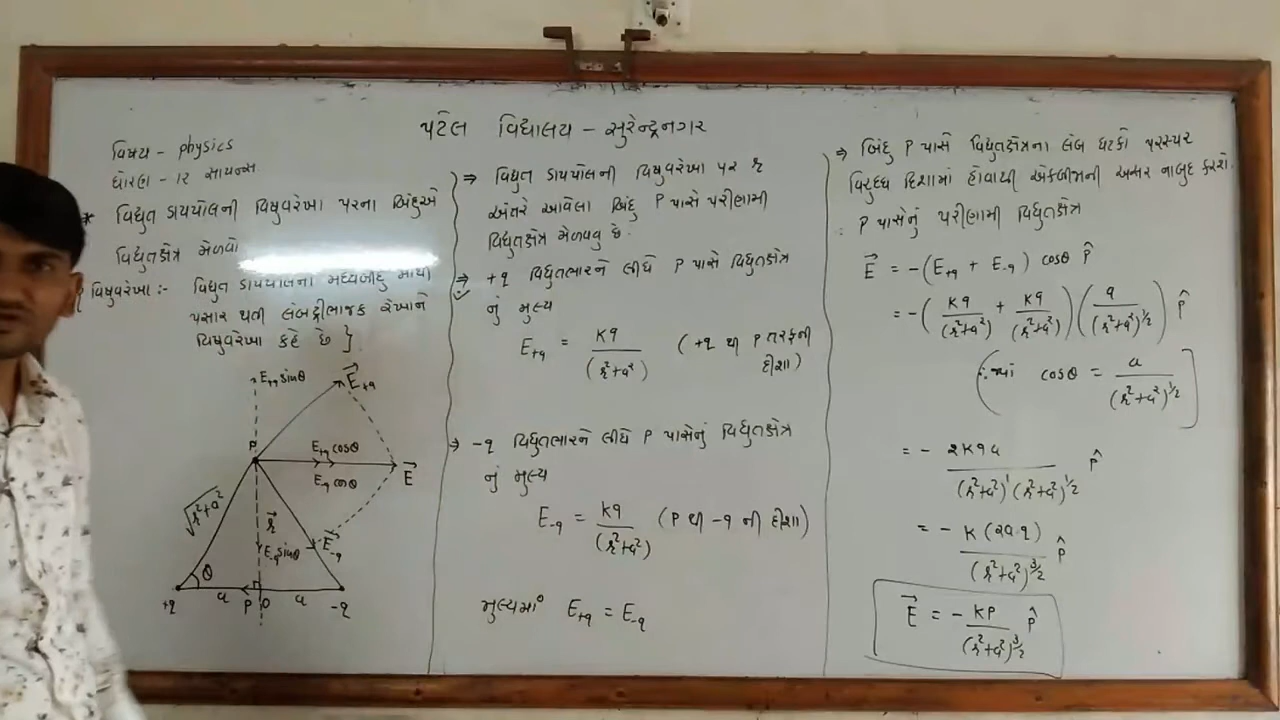 પટેલ વિદ્યાલય - સુરેન્દ્રનગર
વિષય - physics
ધોરણ - ૧૨ સાયન્સ
* વિદ્યુત ડાયપોલની વિષુવરેખા પરના બિંદુએ
વિદ્યુતક્ષેત્ર મેળવો
{ વિષુવરેખા :- વિદ્યુત ડાયપોલના મધ્યબીંદુ માંથી
પસાર થતી લંબદ્વીભાજક રેખાને
વિષુવરેખા કહે છે }
E+q sinθ
E⃗+q
P
E+q cosθ
E⃗
E-q cosθ
√r²+a²
r⃗
E-q sinθ
E⃗-q
θ
+q a P O a -q
⇒ વિદ્યુત ડાયપોલની વિષુવરેખા પર r
અંતરે આવેલા બિંદુ P પાસે પરીણામી
વિદ્યુતક્ષેત્ર મેળવવુ છે.
⇒ +q વિદ્યુતભારને લીધે P પાસે વિદ્યુતક્ષેત્ર
નું મુલ્ય
E+q = Kq / (r²+a²) (+q થી P તરફની દીશા)
⇒ -q વિદ્યુતભારને લીધે P પાસેનું વિદ્યુતક્ષેત્ર
નું મુલ્ય
E-q = Kq / (r²+a²) (P થી -q ની દીશા)
મુલ્યમાં E+q = E-q
⇒ બિંદુ P પાસે વિદ્યુતક્ષેત્રના લંબ ઘટકો પરસ્પર
વિરુદ્ધ દિશામાં હોવાથી એકબીજાની અસર નાબુદ કરશે.
∴ P પાસેનું પરીણામી વિદ્યુતક્ષેત્ર
E⃗ = -(E+q + E-q) cosθ p̂
= -( Kq / (r²+a²) + Kq / (r²+a²) )( a / (r²+a²)^1/2 ) p̂
(∵ જ્યાં cosθ = a / (r²+a²)^1/2 ]
= - 2Kqa / (r²+a²)¹(r²+a²)^1/2 p̂
= - K(2a.q) / (r²+a²)^3/2 p̂
E⃗ = - KP / (r²+a²)^3/2 p̂